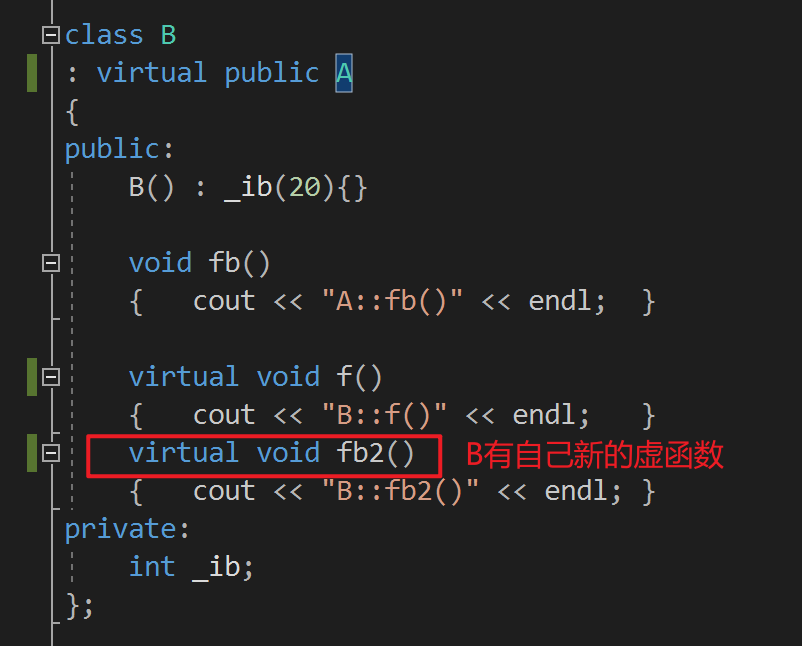 class B
: virtual public A
{
public:
    B() : _ib(20){}
    void fb()
    {   cout << "A::fb()" << endl;  }
    virtual void f()
    {   cout << "B::f()" << endl;   }
    virtual void fb2() B有自己新的虚函数
    {   cout << "B::fb2()" << endl; }
private:
    int _ib;
};